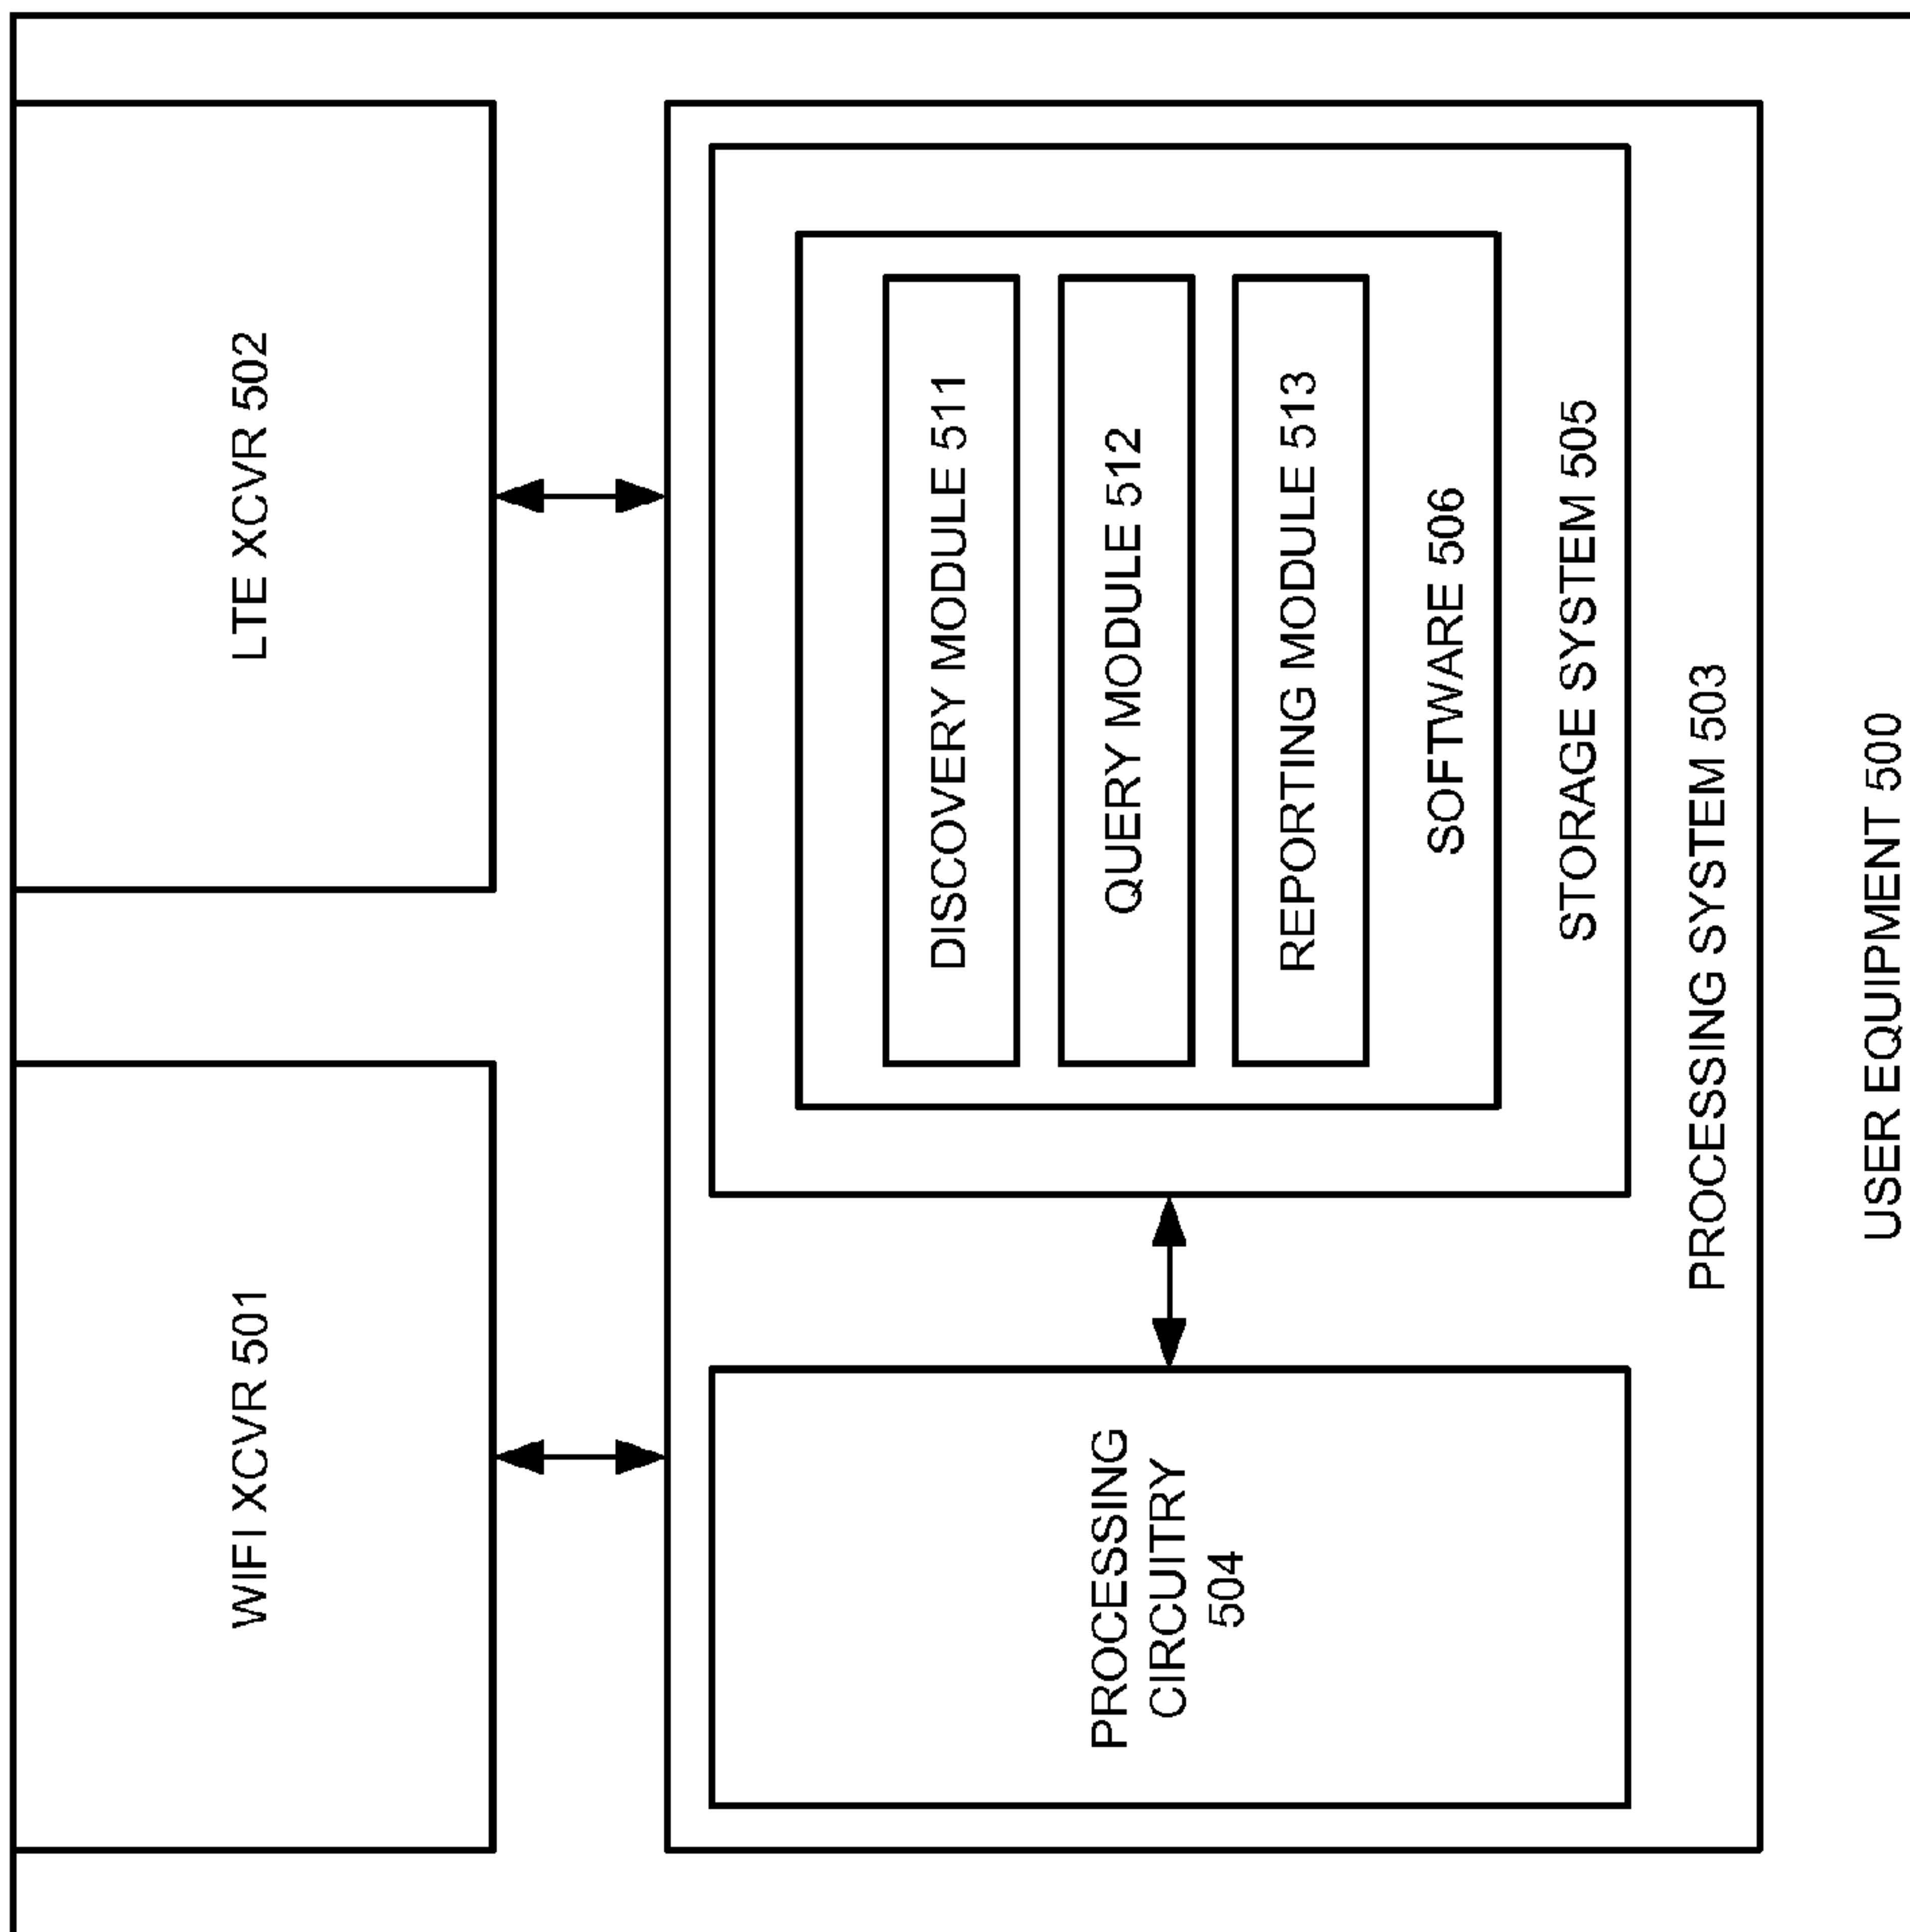 WIFI XCVR 501
LTE XCVR 502
PROCESSING
CIRCUITRY
504
DISCOVERY MODULE 511
QUERY MODULE 512
REPORTING MODULE 513
SOFTWARE 506
STORAGE SYSTEM 505
PROCESSING SYSTEM 503
USER EQUIPMENT 500